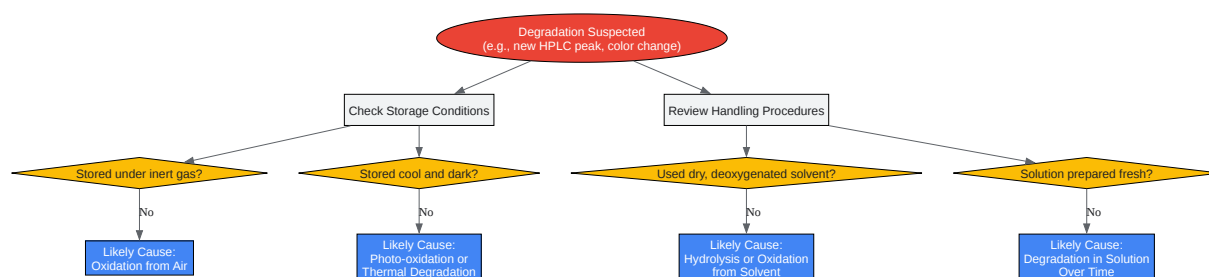 Degradation Suspected
(e.g., new HPLC peak, color change)
Check Storage Conditions
Review Handling Procedures
Stored under inert gas?
Stored cool and dark?
Used dry, deoxygenated solvent?
Solution prepared fresh?
No
No
No
No
Likely Cause:
Oxidation from Air
Likely Cause:
Photo-oxidation or
Thermal Degradation
Likely Cause:
Hydrolysis or Oxidation
from Solvent
Likely Cause:
Degradation in Solution
Over Time